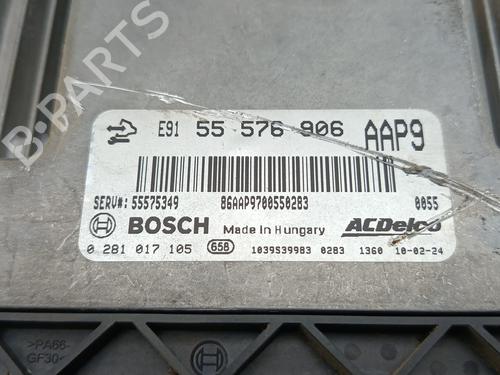 B-PARTS
E91 55 576 906 AAP9
SERV#: 55575349 86AAP9700550283 0055
BOSCH Made in Hungary ACDelco
0 281 017 105 658 1039S39983 0283 1360 10-02-24
>PA66-
GF30<